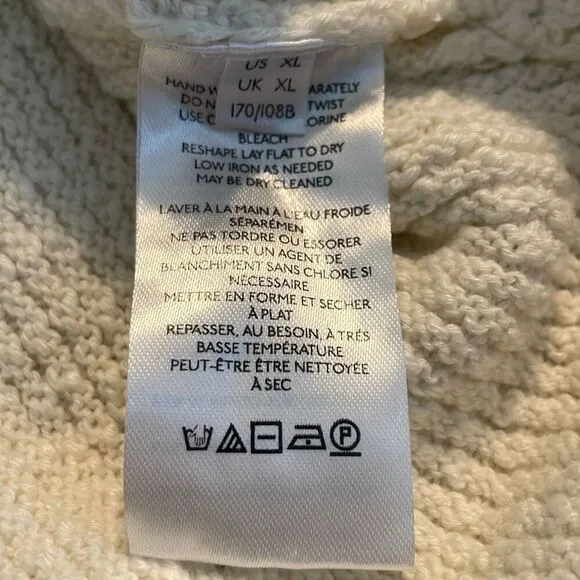 US XL
UK XL
170/108B
HAND W ARATELY
DO N TWIST
USE C ORINE
BLEACH
RESHAPE LAY FLAT TO DRY
LOW IRON AS NEEDED
MAY BE DRY CLEANED
LAVER À LA MAIN À L'EAU FROIDE
SÉPARÉMEN
NE PAS TORDRE OU ESSORER
UTILISER UN AGENT DE
BLANCHIMENT SANS CHLORE SI
NÉCESSAIRE
METTRE EN FORME ET SECHER
À PLAT
REPASSER, AU BESOIN, À TRÉS
BASSE TEMPÉRATURE
PEUT-ÊTRE ÊTRE NETTOYÉE
À SEC
P